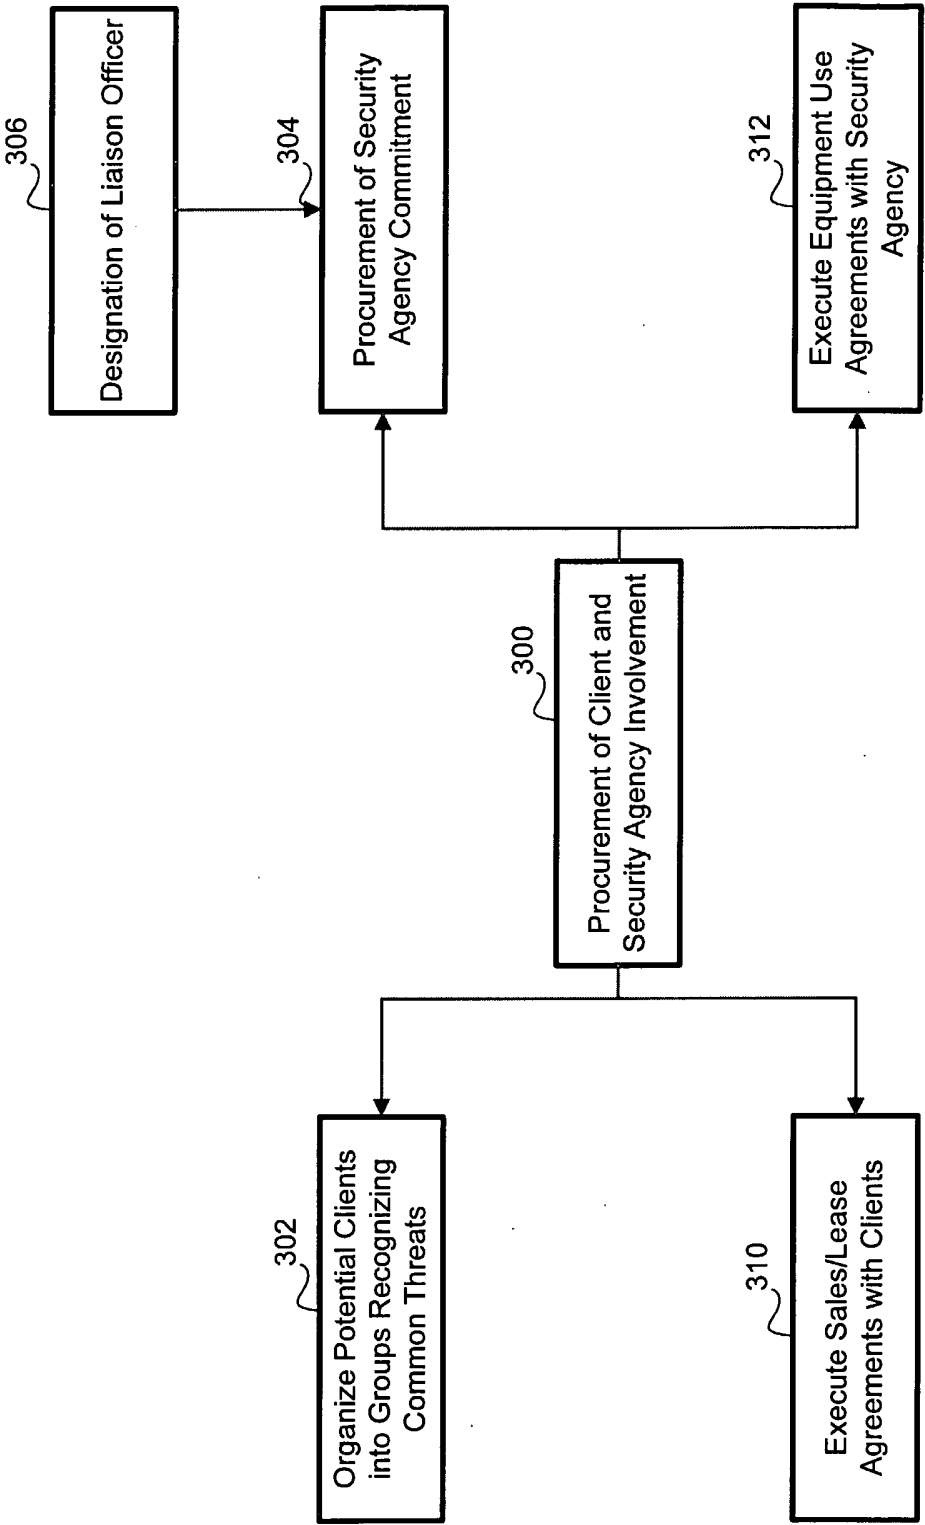 306
Designation of Liaison Officer
302
Organize Potential Clients
into Groups Recognizing
Common Threats
304
Procurement of Security
Agency Commitment
300
Procurement of Client and
Security Agency Involvement
310
Execute Sales/Lease
Agreements with Clients
312
Execute Equipment Use
Agreements with Security
Agency